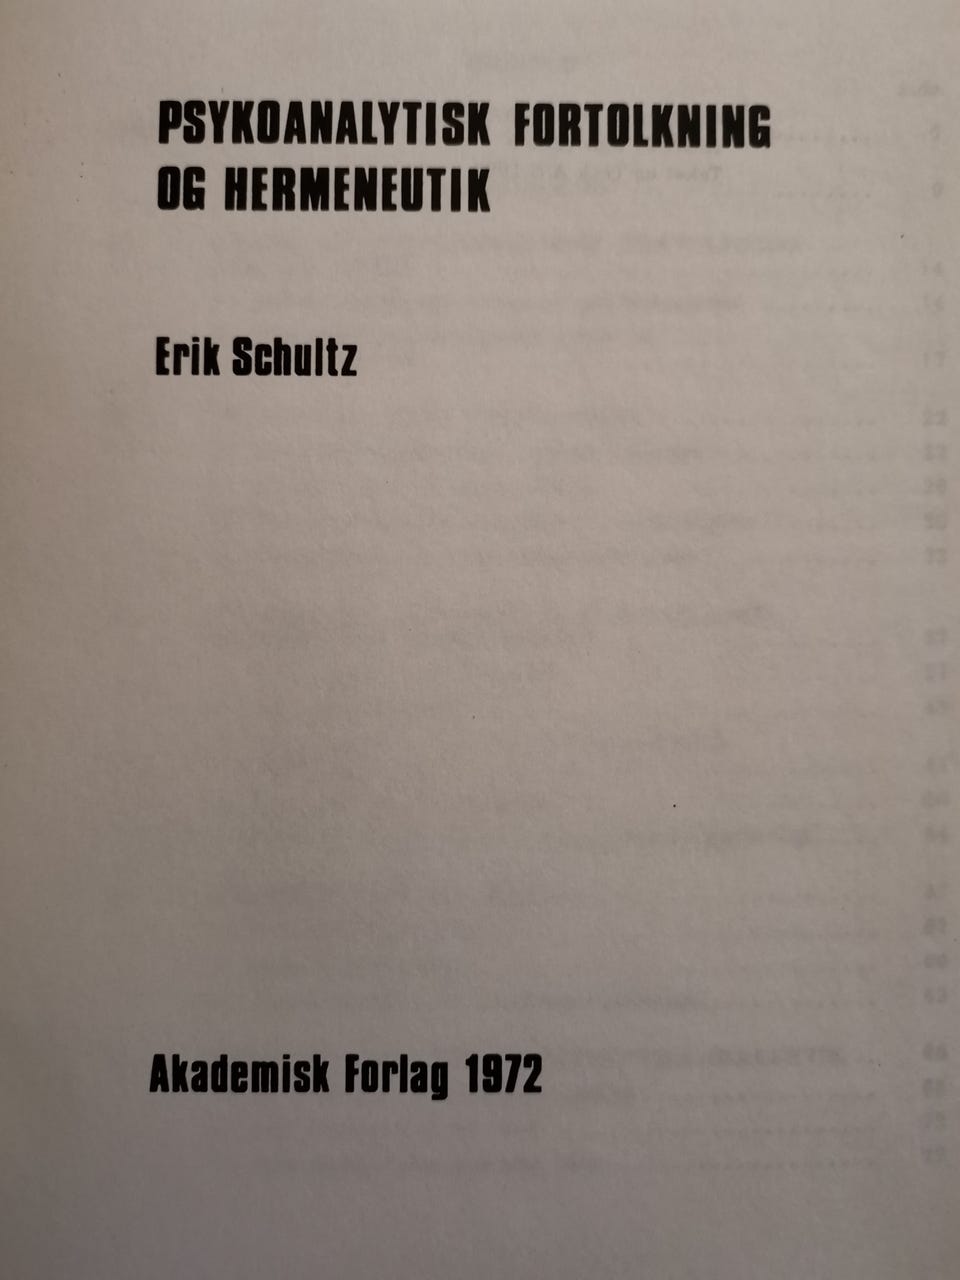 PSYKOANALYTISK FORTOLKNING
OG HERMENEUTIK
Erik Schultz
Akademisk Forlag 1972